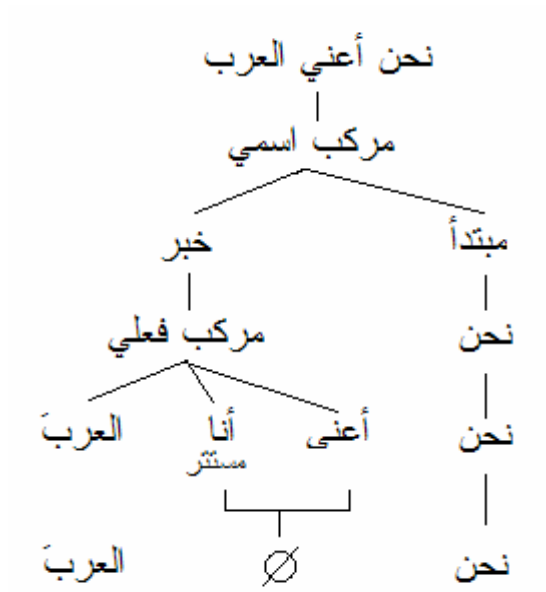 نحن أعني العرب
مركب اسمي
مبتدأ خبر
نحن مركب فعلي
نحن أعنى أنا العربَ
مستتر
نحن ∅ العربَ